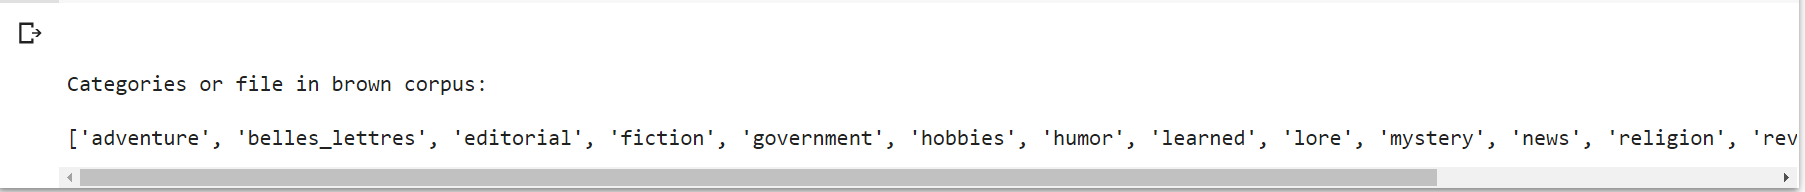 Categories or file in brown corpus:
['adventure', 'belles_lettres', 'editorial', 'fiction', 'government', 'hobbies', 'humor', 'learned', 'lore', 'mystery', 'news', 'religion', 'rev